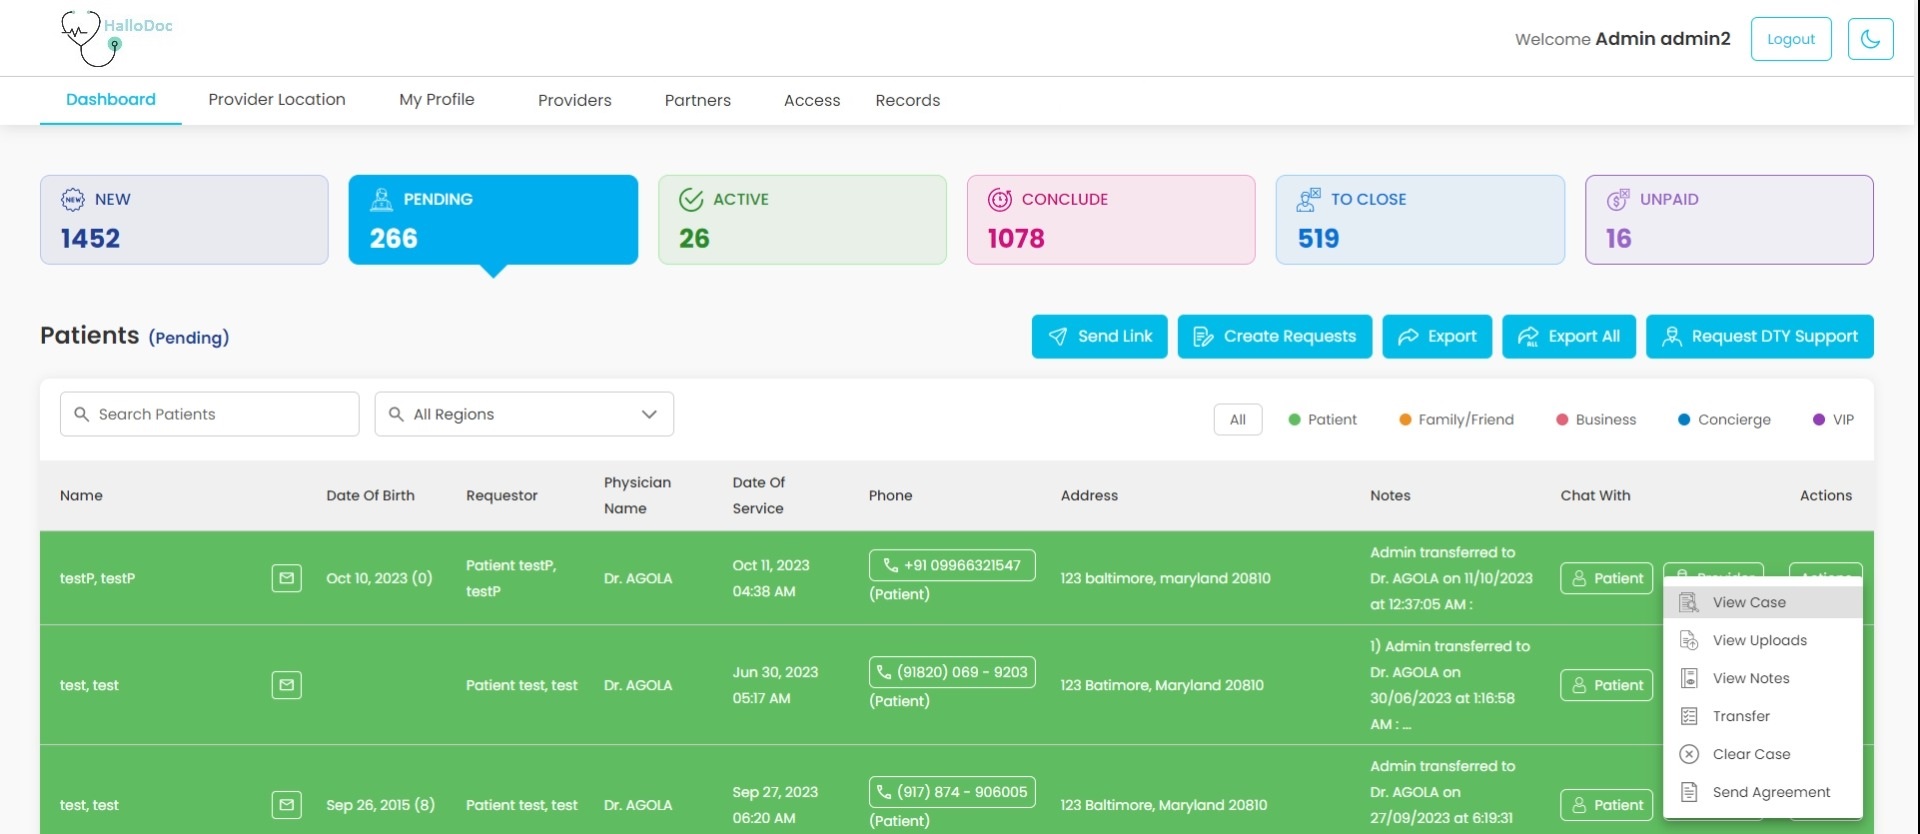 HalloDoc
Welcome Admin admin2
Logout
Dashboard
Provider Location
My Profile
Providers
Partners
Access
Records
NEW
1452
PENDING
266
ACTIVE
26
CONCLUDE
1078
TO CLOSE
519
UNPAID
16
Patients (Pending)
Send Link
Create Requests
Export
ALL
Export All
Request DTY Support
Search Patients
All Regions
All
Patient
Family/Friend
Business
Concierge
VIP
Name
Date Of Birth
Requestor
Physician
Name
Date Of
Service
Phone
Address
Notes
Chat With
Actions
testP, testP
Oct 10, 2023 (0)
Patient testP,
testP
Dr. AGOLA
Oct 11, 2023
04:38 AM
+91 09966321547
(Patient)
123 baltimore, maryland 20810
Admin transferred to
Dr. AGOLA on 11/10/2023
at 12:37:05 AM :
Patient
test, test
Patient test, test
Dr. AGOLA
Jun 30, 2023
05:17 AM
(91820) 069 - 9203
(Patient)
123 Batimore, Maryland 20810
1) Admin transferred to
Dr. AGOLA on
30/06/2023 at 1:16:58
AM : ...
Patient
test, test
Sep 26, 2015 (8)
Patient test, test
Dr. AGOLA
Sep 27, 2023
06:20 AM
(917) 874 - 906005
(Patient)
123 Baltimore, Maryland 20810
Admin transferred to
Dr. AGOLA on
27/09/2023 at 6:19:31
Patient
View Case
View Uploads
View Notes
Transfer
Clear Case
Send Agreement